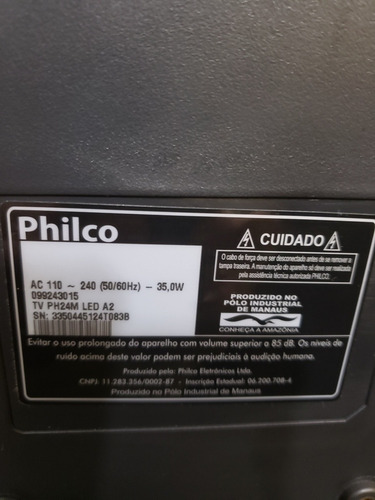 Philco
CUIDADO
O cabo de força deve ser desconectado antes de se remover a
tampa traseira. A manutenção do aparelho só deve ser realizada
pela assistência técnica autorizada PHILCO.
AC 110 ~ 240 (50/60Hz) - 35,0W
099243015
TV PH24M LED A2
SN: 3350445124T083B
PRODUZIDO NO
PÓLO INDUSTRIAL
DE MANAUS
CONHEÇA A AMAZÔNIA
Evitar o uso prolongado do aparelho com volume superior a 85 dB. Os níveis de
ruído acima deste valor podem ser prejudiciais à audição humana.
Produzido pela: Philco Eletrônicos Ltda.
CNPJ: 11.283.356/0002-87 - Inscrição Estadual: 06.200.708-4
Produzido no Pólo Industrial de Manaus